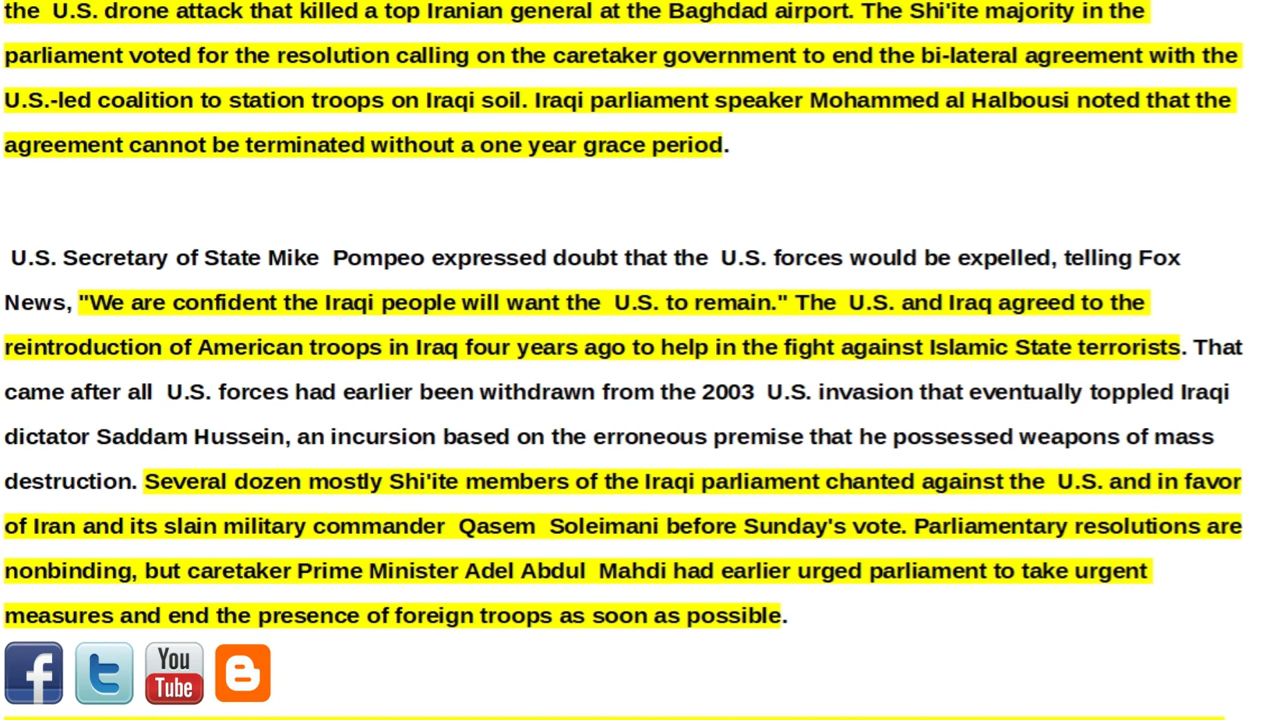 the U.S. drone attack that killed a top Iranian general at the Baghdad airport. The Shi'ite majority in the
parliament voted for the resolution calling on the caretaker government to end the bi-lateral agreement with the
U.S.-led coalition to station troops on Iraqi soil. Iraqi parliament speaker Mohammed al Halbousi noted that the
agreement cannot be terminated without a one year grace period.
U.S. Secretary of State Mike Pompeo expressed doubt that the U.S. forces would be expelled, telling Fox
News, "We are confident the Iraqi people will want the U.S. to remain." The U.S. and Iraq agreed to the
reintroduction of American troops in Iraq four years ago to help in the fight against Islamic State terrorists. That
came after all U.S. forces had earlier been withdrawn from the 2003 U.S. invasion that eventually toppled Iraqi
dictator Saddam Hussein, an incursion based on the erroneous premise that he possessed weapons of mass
destruction. Several dozen mostly Shi'ite members of the Iraqi parliament chanted against the U.S. and in favor
of Iran and its slain military commander Qasem Soleimani before Sunday's vote. Parliamentary resolutions are
nonbinding, but caretaker Prime Minister Adel Abdul Mahdi had earlier urged parliament to take urgent
measures and end the presence of foreign troops as soon as possible.
f t You Tube B